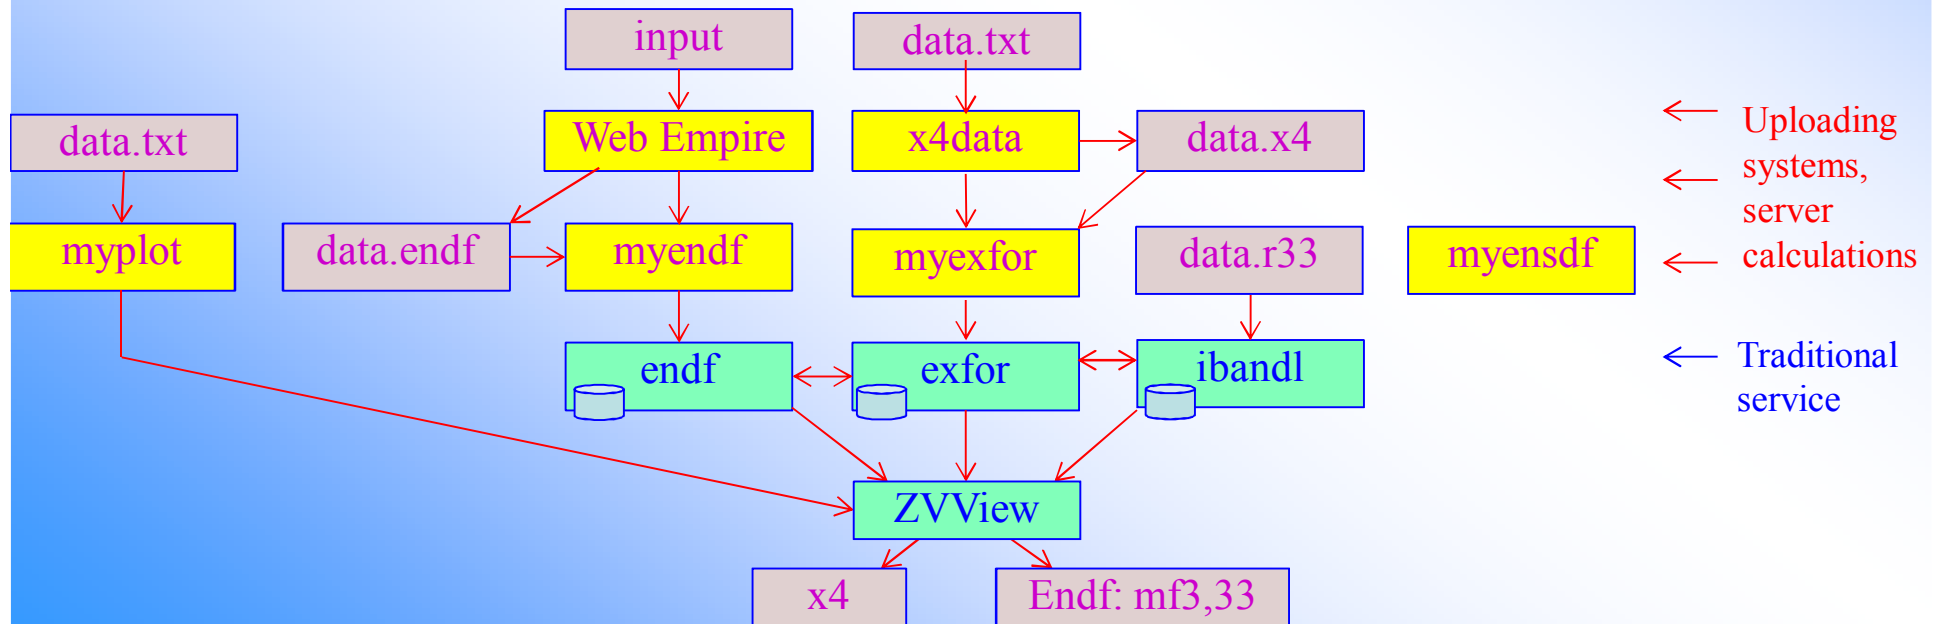 input
data.txt
data.txt
Web Empire
x4data
data.x4
Uploading
systems,
server
calculations
myplot
data.endf
myendf
myexfor
data.r33
myensdf
endf
exfor
ibandl
Traditional
service
ZVView
x4
Endf: mf3,33